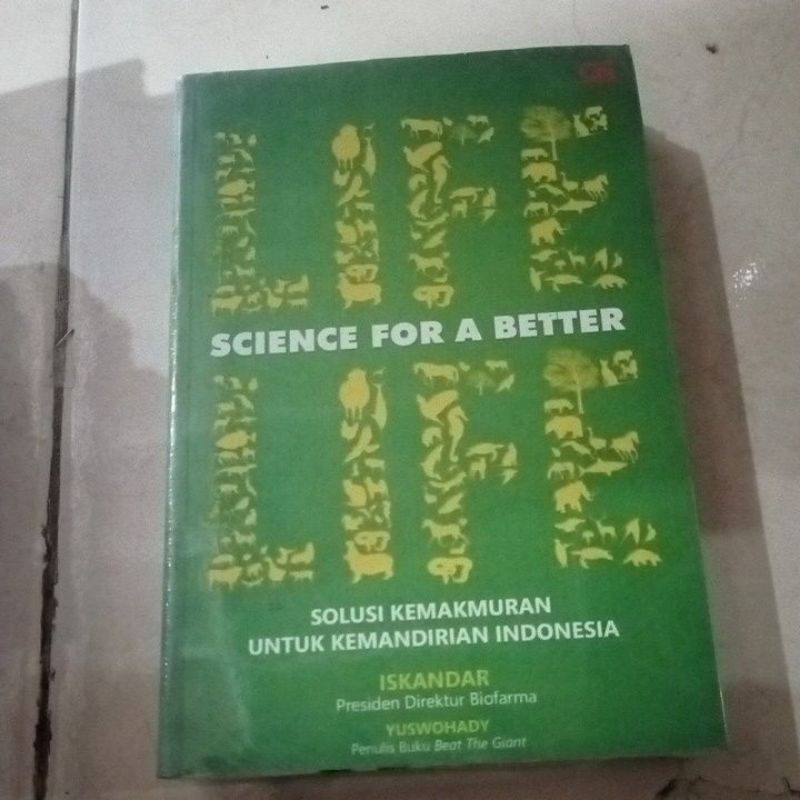 LIFE
SCIENCE FOR A BETTER
LIFE
SOLUSI KEMAKMURAN
UNTUK KEMANDIRIAN INDONESIA
ISKANDAR
Presiden Direktur Biofarma
YUSWOHADY
Penulis Buku Beat The Giant